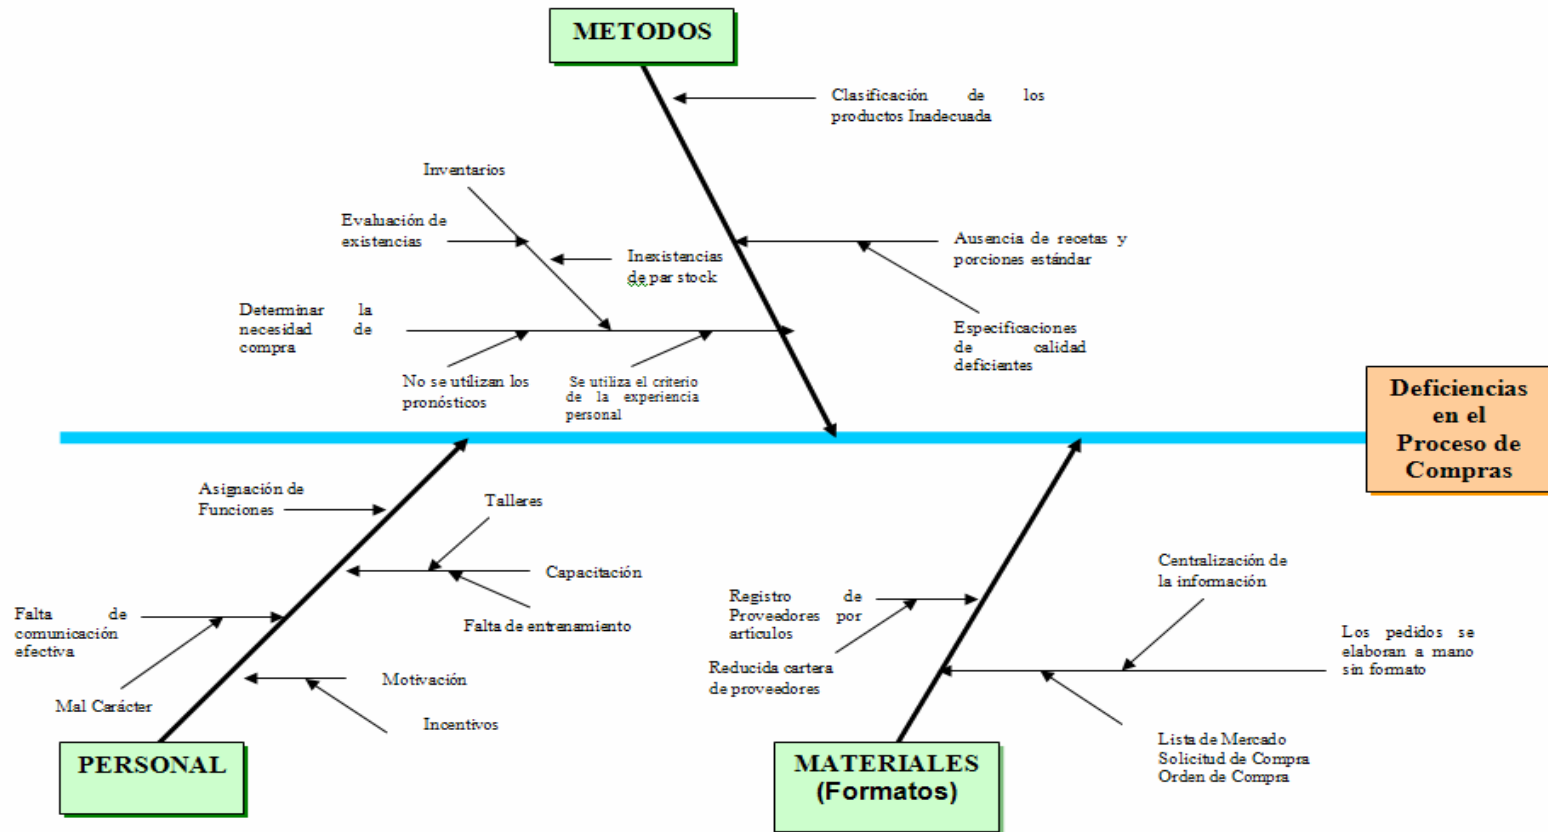 METODOS
Clasificación de los
productos Inadecuada
Inventarios
Evaluación de
existencias
Inexistencias
de par stock
Ausencia de recetas y
porciones estándar
Determinar la
necesidad de
compra
Especificaciones
de calidad
deficientes
No se utilizan los
pronósticos
Se utiliza el criterio
de la experiencia
personal
Deficiencias
en el
Proceso de
Compras
Asignación de
Funciones
Talleres
Capacitación
Falta de entrenamiento
Falta de
comunicación
efectiva
Mal Carácter
Motivación
Incentivos
PERSONAL
Centralización de
la información
Registro de
Proveedores por
artículos
Reducida cartera
de proveedores
Los pedidos se
elaboran a mano
sin formato
Lista de Mercado
Solicitud de Compra
Orden de Compra
MATERIALES
(Formatos)